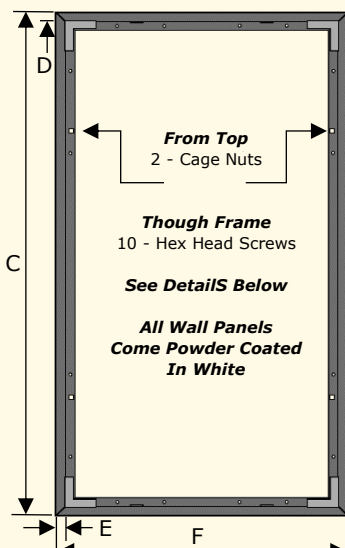 D
From Top
2 - Cage Nuts
C
Though Frame
10 - Hex Head Screws
See DetailS Below
All Wall Panels
Come Powder Coated
In White
E
F